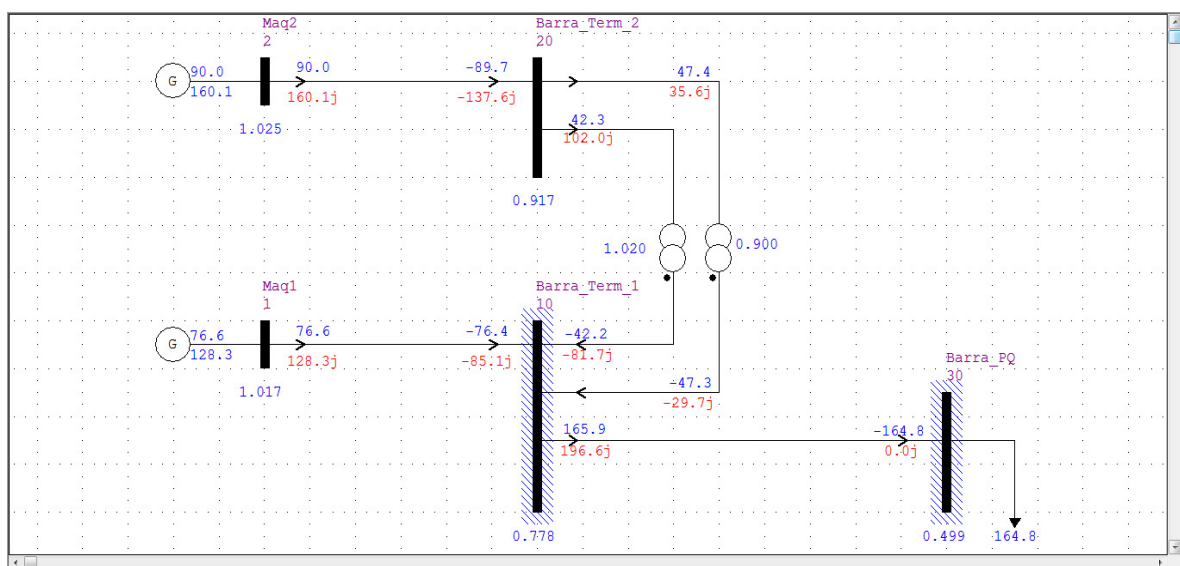 Maq2
2
G
90.0
160.1
90.0
160.1j
1.025
-89.7
-137.6j
Barra_Term_2
20
47.4
35.6j
42.3
102.0j
0.917
1.020
0.900
Maq1
1
G
76.6
128.3
76.6
128.3j
1.017
-76.4
-85.1j
Barra_Term_1
10
-42.2
-81.7j
-47.3
-29.7j
165.9
196.6j
0.778
Barra_PQ
30
-164.8
0.0j
0.499
164.8